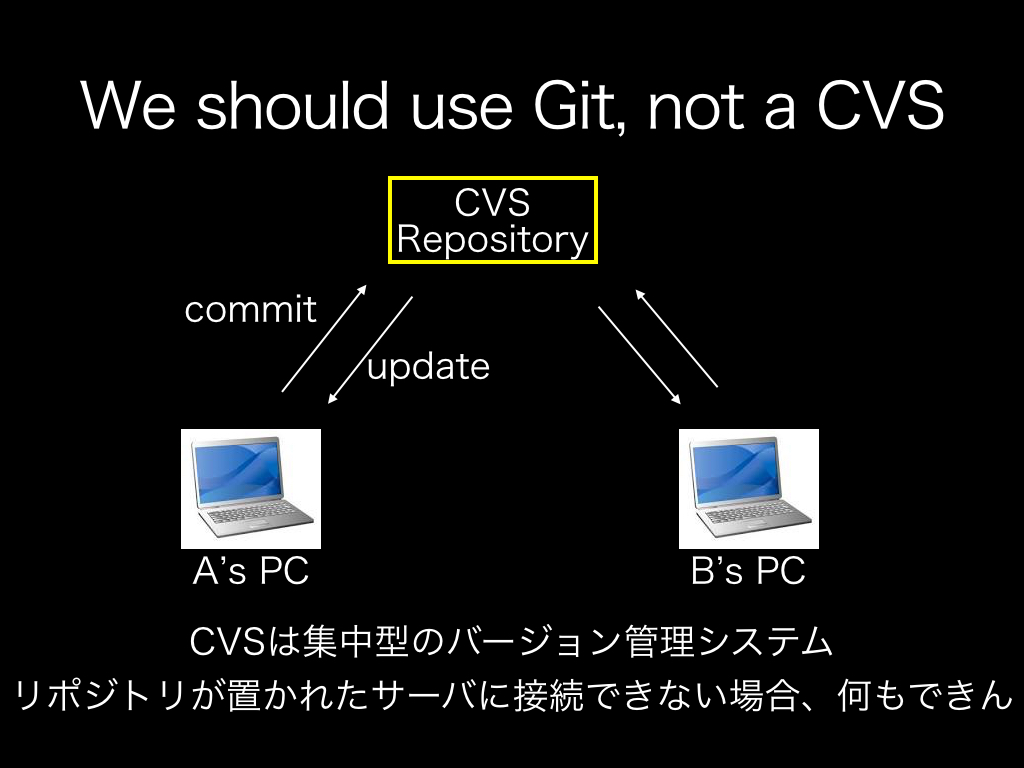 We should use Git, not a CVS
CVS
Repository
commit
update
A’s PC
B’s PC
CVSは集中型のバージョン管理システム
リポジトリが置かれたサーバに接続できない場合、何もできん